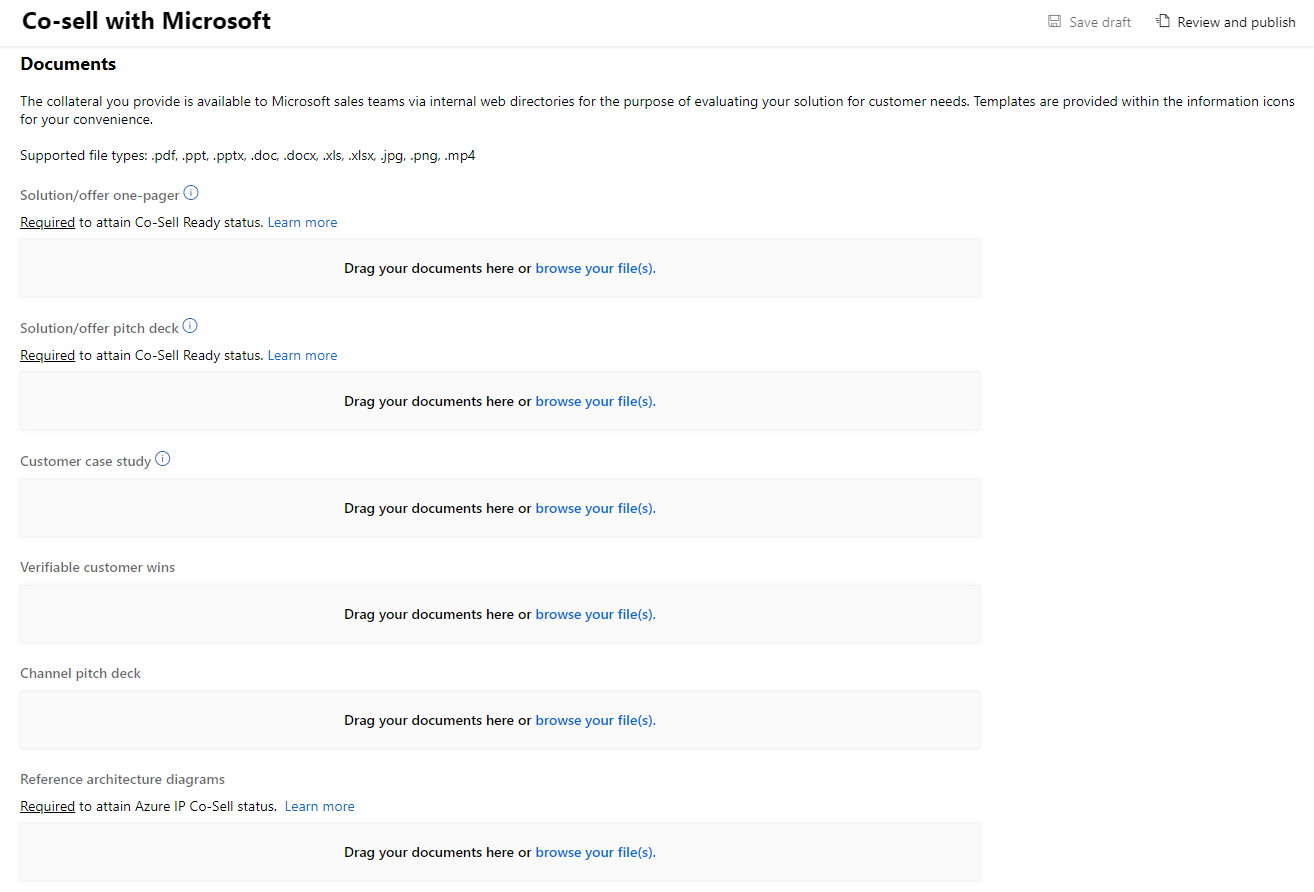 Co-sell with Microsoft
Save draft
Review and publish
Documents
The collateral you provide is available to Microsoft sales teams via internal web directories for the purpose of evaluating your solution for customer needs. Templates are provided within the information icons
for your convenience.
Supported file types: .pdf, .ppt, .pptx, .doc, .docx, .xls, .xlsx, .jpg, .png, .mp4
Solution/offer one-pager
Required to attain Co-Sell Ready status. Learn more
Drag your documents here or browse your file(s).
Solution/offer pitch deck
Required to attain Co-Sell Ready status. Learn more
Drag your documents here or browse your file(s).
Customer case study
Drag your documents here or browse your file(s).
Verifiable customer wins
Drag your documents here or browse your file(s).
Channel pitch deck
Drag your documents here or browse your file(s).
Reference architecture diagrams
Required to attain Azure IP Co-Sell status. Learn more
Drag your documents here or browse your file(s).